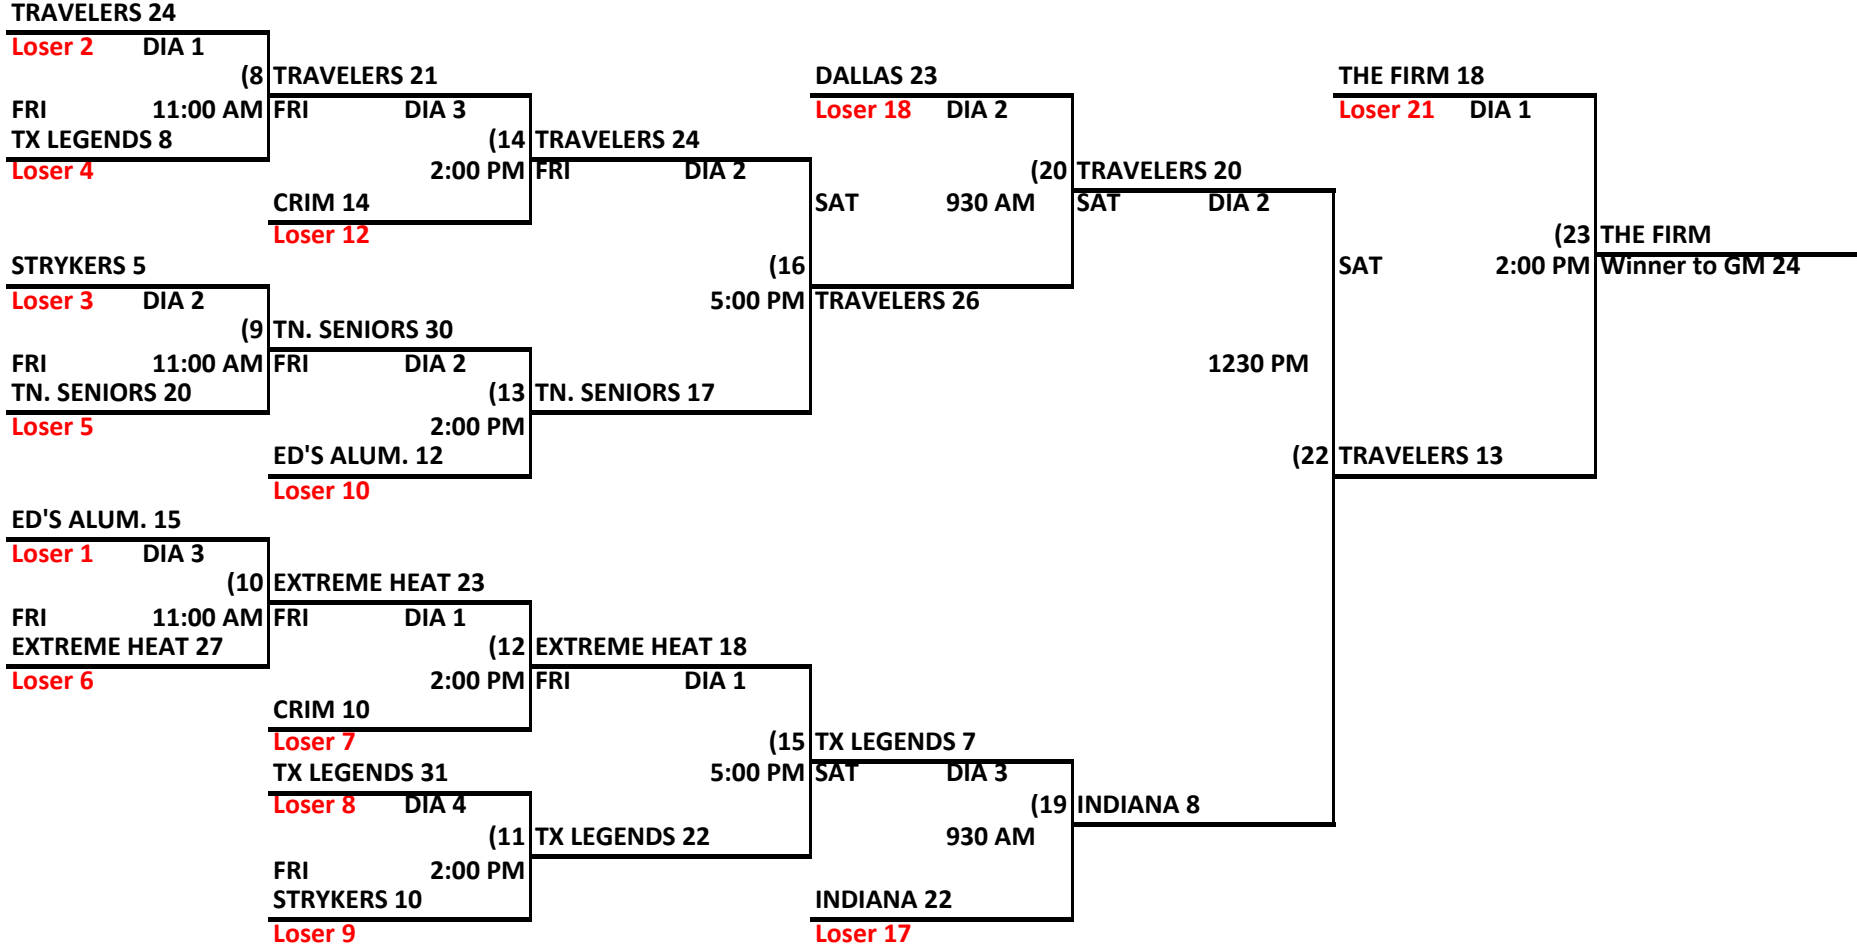 TRAVELERS 24
Loser 2 DIA 1
(8 TRAVELERS 21 DALLAS 23 THE FIRM 18
FRI 11:00 AM FRI DIA 3 Loser 18 DIA 2 Loser 21 DIA 1
TX LEGENDS 8 (14 TRAVELERS 24
Loser 4 2:00 PM FRI DIA 2 (20 TRAVELERS 20
CRIM 14 SAT 930 AM SAT DIA 2
Loser 12 (23 THE FIRM
STRYKERS 5 (16 SAT 2:00 PM Winner to GM 24
Loser 3 DIA 2 5:00 PM TRAVELERS 26
(9 TN. SENIORS 30
FRI 11:00 AM FRI DIA 2 1230 PM
TN. SENIORS 20 (13 TN. SENIORS 17
Loser 5 2:00 PM
ED'S ALUM. 12 (22 TRAVELERS 13
Loser 10
ED'S ALUM. 15
Loser 1 DIA 3
(10 EXTREME HEAT 23
FRI 11:00 AM FRI DIA 1
EXTREME HEAT 27 (12 EXTREME HEAT 18
Loser 6 2:00 PM FRI DIA 1
CRIM 10
Loser 7 (15 TX LEGENDS 7
TX LEGENDS 31 5:00 PM SAT DIA 3
Loser 8 DIA 4 (19 INDIANA 8
(11 TX LEGENDS 22 930 AM
FRI 2:00 PM
STRYKERS 10 INDIANA 22
Loser 9 Loser 17